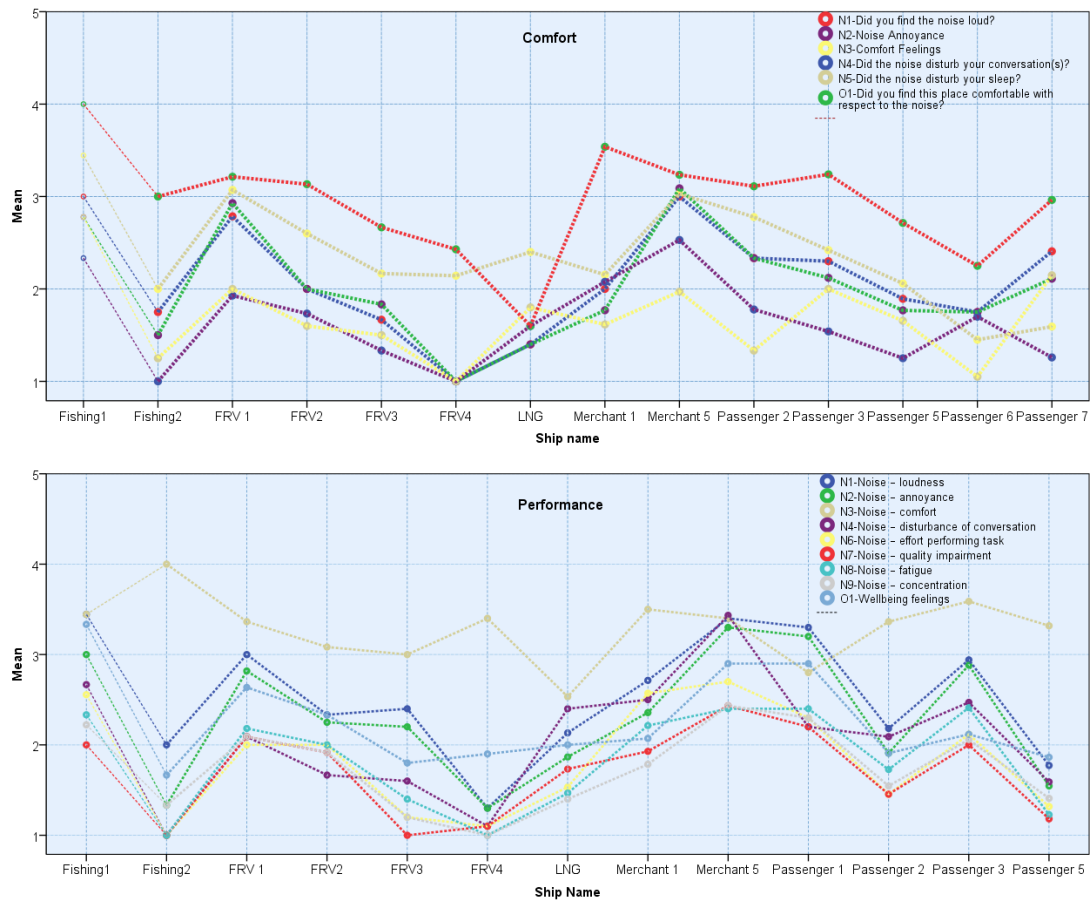 5
4
3
2
1
Mean
Comfort
N1-Did you find the noise loud?
N2-Noise Annoyance
N3-Comfort Feelings
N4-Did the noise disturb your conversation(s)?
N5-Did the noise disturb your sleep?
O1-Did you find this place comfortable with
respect to the noise?
Fishing1 Fishing2 FRV 1 FRV2 FRV3 FRV4 LNG Merchant 1 Merchant 5 Passenger 2 Passenger 3 Passenger 5 Passenger 6 Passenger 7
Ship name
5
4
3
2
1
Mean
Performance
N1-Noise – loudness
N2-Noise – annoyance
N3-Noise – comfort
N4-Noise – disturbance of conversation
N6-Noise – effort performing task
N7-Noise – quality impairment
N8-Noise – fatigue
N9-Noise – concentration
O1-Wellbeing feelings
Fishing1 Fishing2 FRV 1 FRV2 FRV3 FRV4 LNG Merchant 1 Merchant 5 Passenger 1 Passenger 2 Passenger 3 Passenger 5
Ship Name